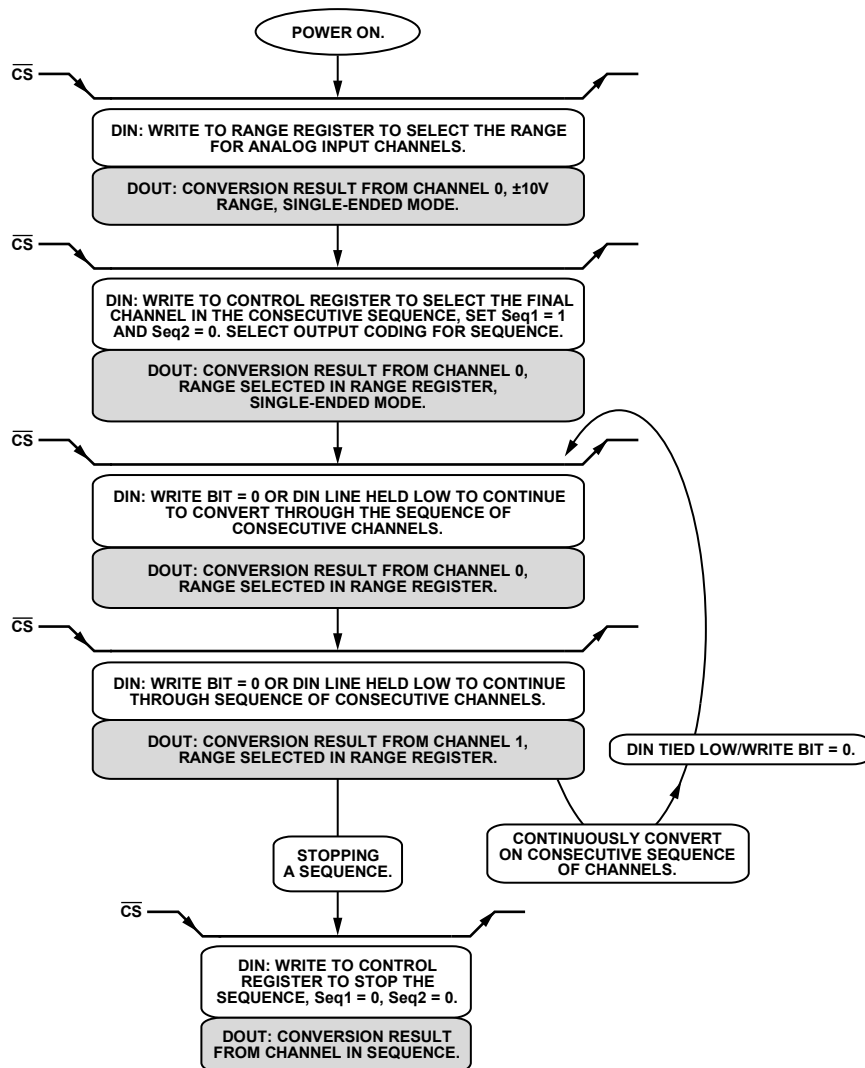 POWER ON.
CS
DIN: WRITE TO RANGE REGISTER TO SELECT THE RANGE
FOR ANALOG INPUT CHANNELS.
DOUT: CONVERSION RESULT FROM CHANNEL 0, ±10V
RANGE, SINGLE-ENDED MODE.
CS
DIN: WRITE TO CONTROL REGISTER TO SELECT THE FINAL
CHANNEL IN THE CONSECUTIVE SEQUENCE, SET Seq1 = 1
AND Seq2 = 0. SELECT OUTPUT CODING FOR SEQUENCE.
DOUT: CONVERSION RESULT FROM CHANNEL 0,
RANGE SELECTED IN RANGE REGISTER,
SINGLE-ENDED MODE.
CS
DIN: WRITE BIT = 0 OR DIN LINE HELD LOW TO CONTINUE
TO CONVERT THROUGH THE SEQUENCE OF
CONSECUTIVE CHANNELS.
DOUT: CONVERSION RESULT FROM CHANNEL 0,
RANGE SELECTED IN RANGE REGISTER.
CS
DIN: WRITE BIT = 0 OR DIN LINE HELD LOW TO CONTINUE
THROUGH SEQUENCE OF CONSECUTIVE CHANNELS.
DOUT: CONVERSION RESULT FROM CHANNEL 1,
RANGE SELECTED IN RANGE REGISTER.
DIN TIED LOW/WRITE BIT = 0.
STOPPING
A SEQUENCE.
CONTINUOUSLY CONVERT
ON CONSECUTIVE SEQUENCE
OF CHANNELS.
CS
DIN: WRITE TO CONTROL
REGISTER TO STOP THE
SEQUENCE, Seq1 = 0, Seq2 = 0.
DOUT: CONVERSION RESULT
FROM CHANNEL IN SEQUENCE.